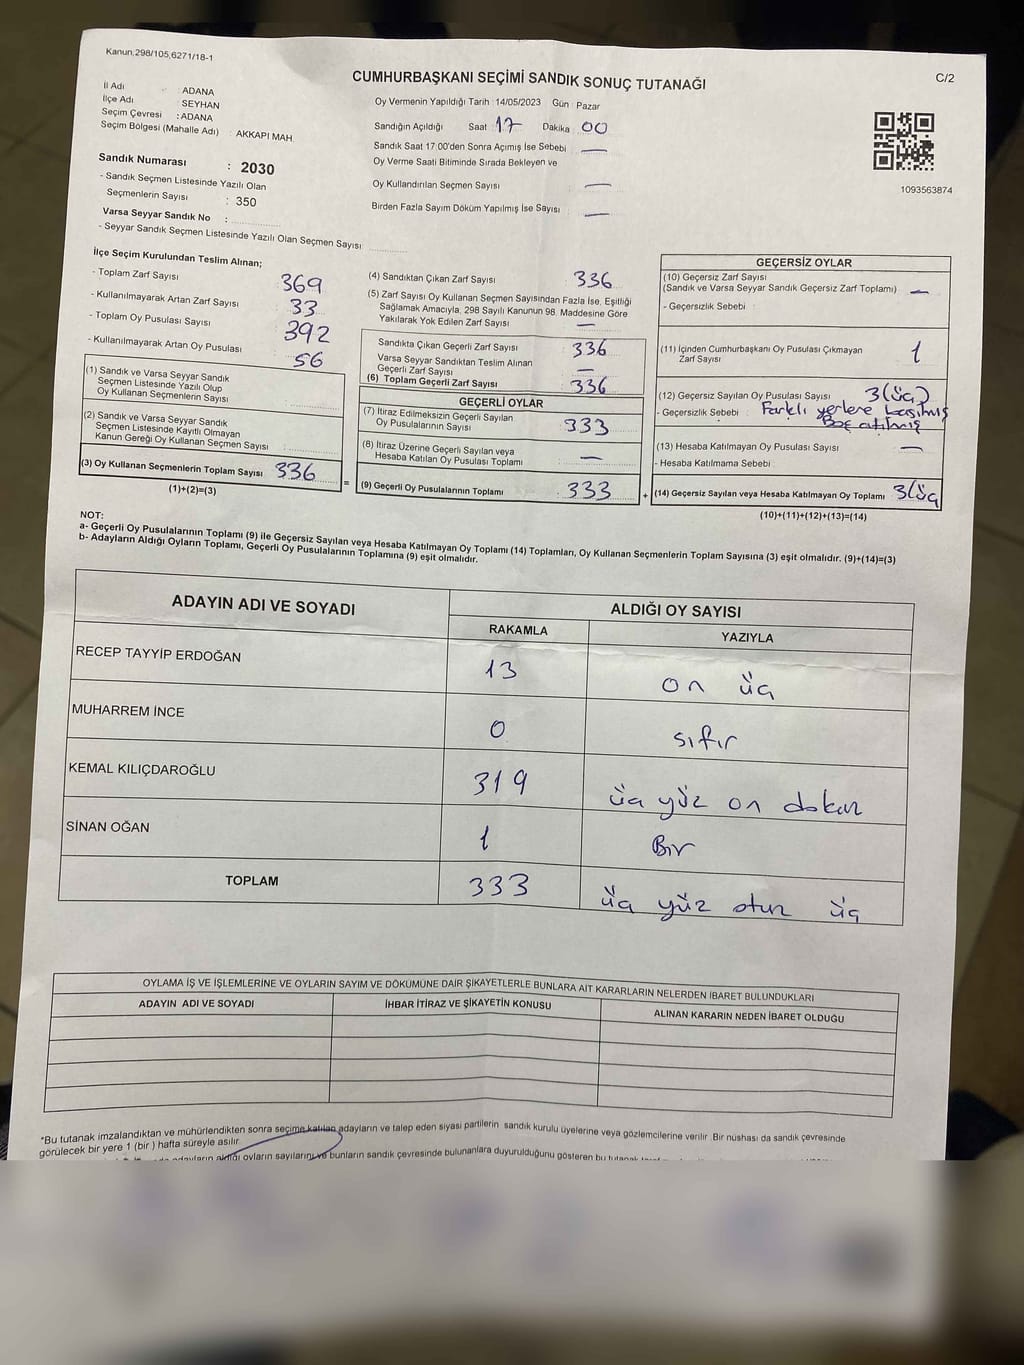 Kanun.298/105,6271/18-1
C/2
CUMHURBAŞKANI SEÇİMİ SANDIK SONUÇ TUTANAĞI
İl Adı : ADANA
İlçe Adı : SEYHAN
Seçim Çevresi : ADANA
Seçim Bölgesi (Mahalle Adı) : AKKAPI MAH.
Sandık Numarası : 2030
- Sandık Seçmen Listesinde Yazılı Olan
Seçmenlerin Sayısı : 350
Varsa Seyyar Sandık No :
- Seyyar Sandık Seçmen Listesinde Yazılı Olan Seçmen Sayısı:
Oy Vermenin Yapıldığı Tarih : 14/05/2023 Gün : Pazar
Sandığın Açıldığı Saat 17 Dakika 00
Sandık Saat 17:00'den Sonra Açımış İse Sebebi —
Oy Verme Saati Bitiminde Sırada Bekleyen ve
Oy Kullandırılan Seçmen Sayısı —
Birden Fazla Sayım Döküm Yapılmış İse Sayısı —
1093563874
İlçe Seçim Kurulundan Teslim Alınan;
- Toplam Zarf Sayısı : 369
- Kullanılmayarak Artan Zarf Sayısı : 33
- Toplam Oy Pusulası Sayısı : 392
- Kullanılmayarak Artan Oy Pusulası : 56
(1) Sandık ve Varsa Seyyar Sandık
Seçmen Listesinde Yazılı Olup
Oy Kullanan Seçmenlerin Sayısı :
(2) Sandık ve Varsa Seyyar Sandık
Seçmen Listesinde Kayıtlı Olmayan
Kanun Gereği Oy Kullanan Seçmen Sayısı :
(3) Oy Kullanan Seçmenlerin Toplam Sayısı 336
(1)+(2)=(3)
=
(4) Sandıktan Çıkan Zarf Sayısı : 336
(5) Zarf Sayısı Oy Kullanan Seçmen Sayısından Fazla İse, Eşitliği
Sağlamak Amacıyla, 298 Sayılı Kanunun 98. Maddesine Göre
Yakılarak Yok Edilen Zarf Sayısı : —
Sandıkta Çıkan Geçerli Zarf Sayısı : 336
Varsa Seyyar Sandıktan Teslim Alınan
Geçerli Zarf Sayısı : —
(6) Toplam Geçerli Zarf Sayısı : 336
GEÇERLİ OYLAR
(7) İtiraz Edilmeksizin Geçerli Sayılan
Oy Pusulalarının Sayısı : 333
(8) İtiraz Üzerine Geçerli Sayılan veya
Hesaba Katılan Oy Pusulası Toplamı : —
(9) Geçerli Oy Pusulalarının Toplamı : 333
+
GEÇERSİZ OYLAR
(10) Geçersiz Zarf Sayısı :
(Sandık ve Varsa Seyyar Sandık Geçersiz Zarf Toplamı) —
- Geçersizlik Sebebi :
(11) İçinden Cumhurbaşkanı Oy Pusulası Çıkmayan
Zarf Sayısı : 1
(12) Geçersiz Sayılan Oy Pusulası Sayısı : 3(üç)
- Geçersizlik Sebebi : Farklı yerlere basılmış
Boş atılmış
(13) Hesaba Katılmayan Oy Pusulası Sayısı : —
- Hesaba Katılmama Sebebi :
(14) Geçersiz Sayılan veya Hesaba Katılmayan Oy Toplamı : 3(üç
(10)+(11)+(12)+(13)=(14)
NOT:
a- Geçerli Oy Pusulalarının Toplamı (9) ile Geçersiz Sayılan veya Hesaba Katılmayan Oy Toplamı (14) Toplamları, Oy Kullanan Seçmenlerin Toplam Sayısına (3) eşit olmalıdır. (9)+(14)=(3)
b- Adayların Aldığı Oyların Toplamı, Geçerli Oy Pusulalarının Toplamına (9) eşit olmalıdır.
ADAYIN ADI VE SOYADI ALDIĞI OY SAYISI
RAKAMLA YAZIYLA
RECEP TAYYİP ERDOĞAN 13 on üç
MUHARREM İNCE 0 sıfır
KEMAL KILIÇDAROĞLU 319 üç yüz on dokuz
SİNAN OĞAN 1 Bir
TOPLAM 333 üç yüz otuz üç
OYLAMA İŞ VE İŞLEMLERİNE VE OYLARIN SAYIM VE DÖKÜMÜNE DAİR ŞİKAYETLERLE BUNLARA AİT KARARLARIN NELERDEN İBARET BULUNDUKLARI
ADAYIN ADI VE SOYADI İHBAR İTİRAZ VE ŞİKAYETİN KONUSU ALINAN KARARIN NEDEN İBARET OLDUĞU
*Bu tutanak imzalandıktan ve mühürlendikten sonra seçime katılan adayların ve talep eden siyasi partilerin sandık kurulu üyelerine veya gözlemcilerine verilir. Bir nüshası da sandık çevresinde
görülecek bir yere 1 (bir ) hafta süreyle asılır.
adayların aldığı oyların sayılarını ve bunların sandık çevresinde bulunanlara duyurulduğunu gösteren bu